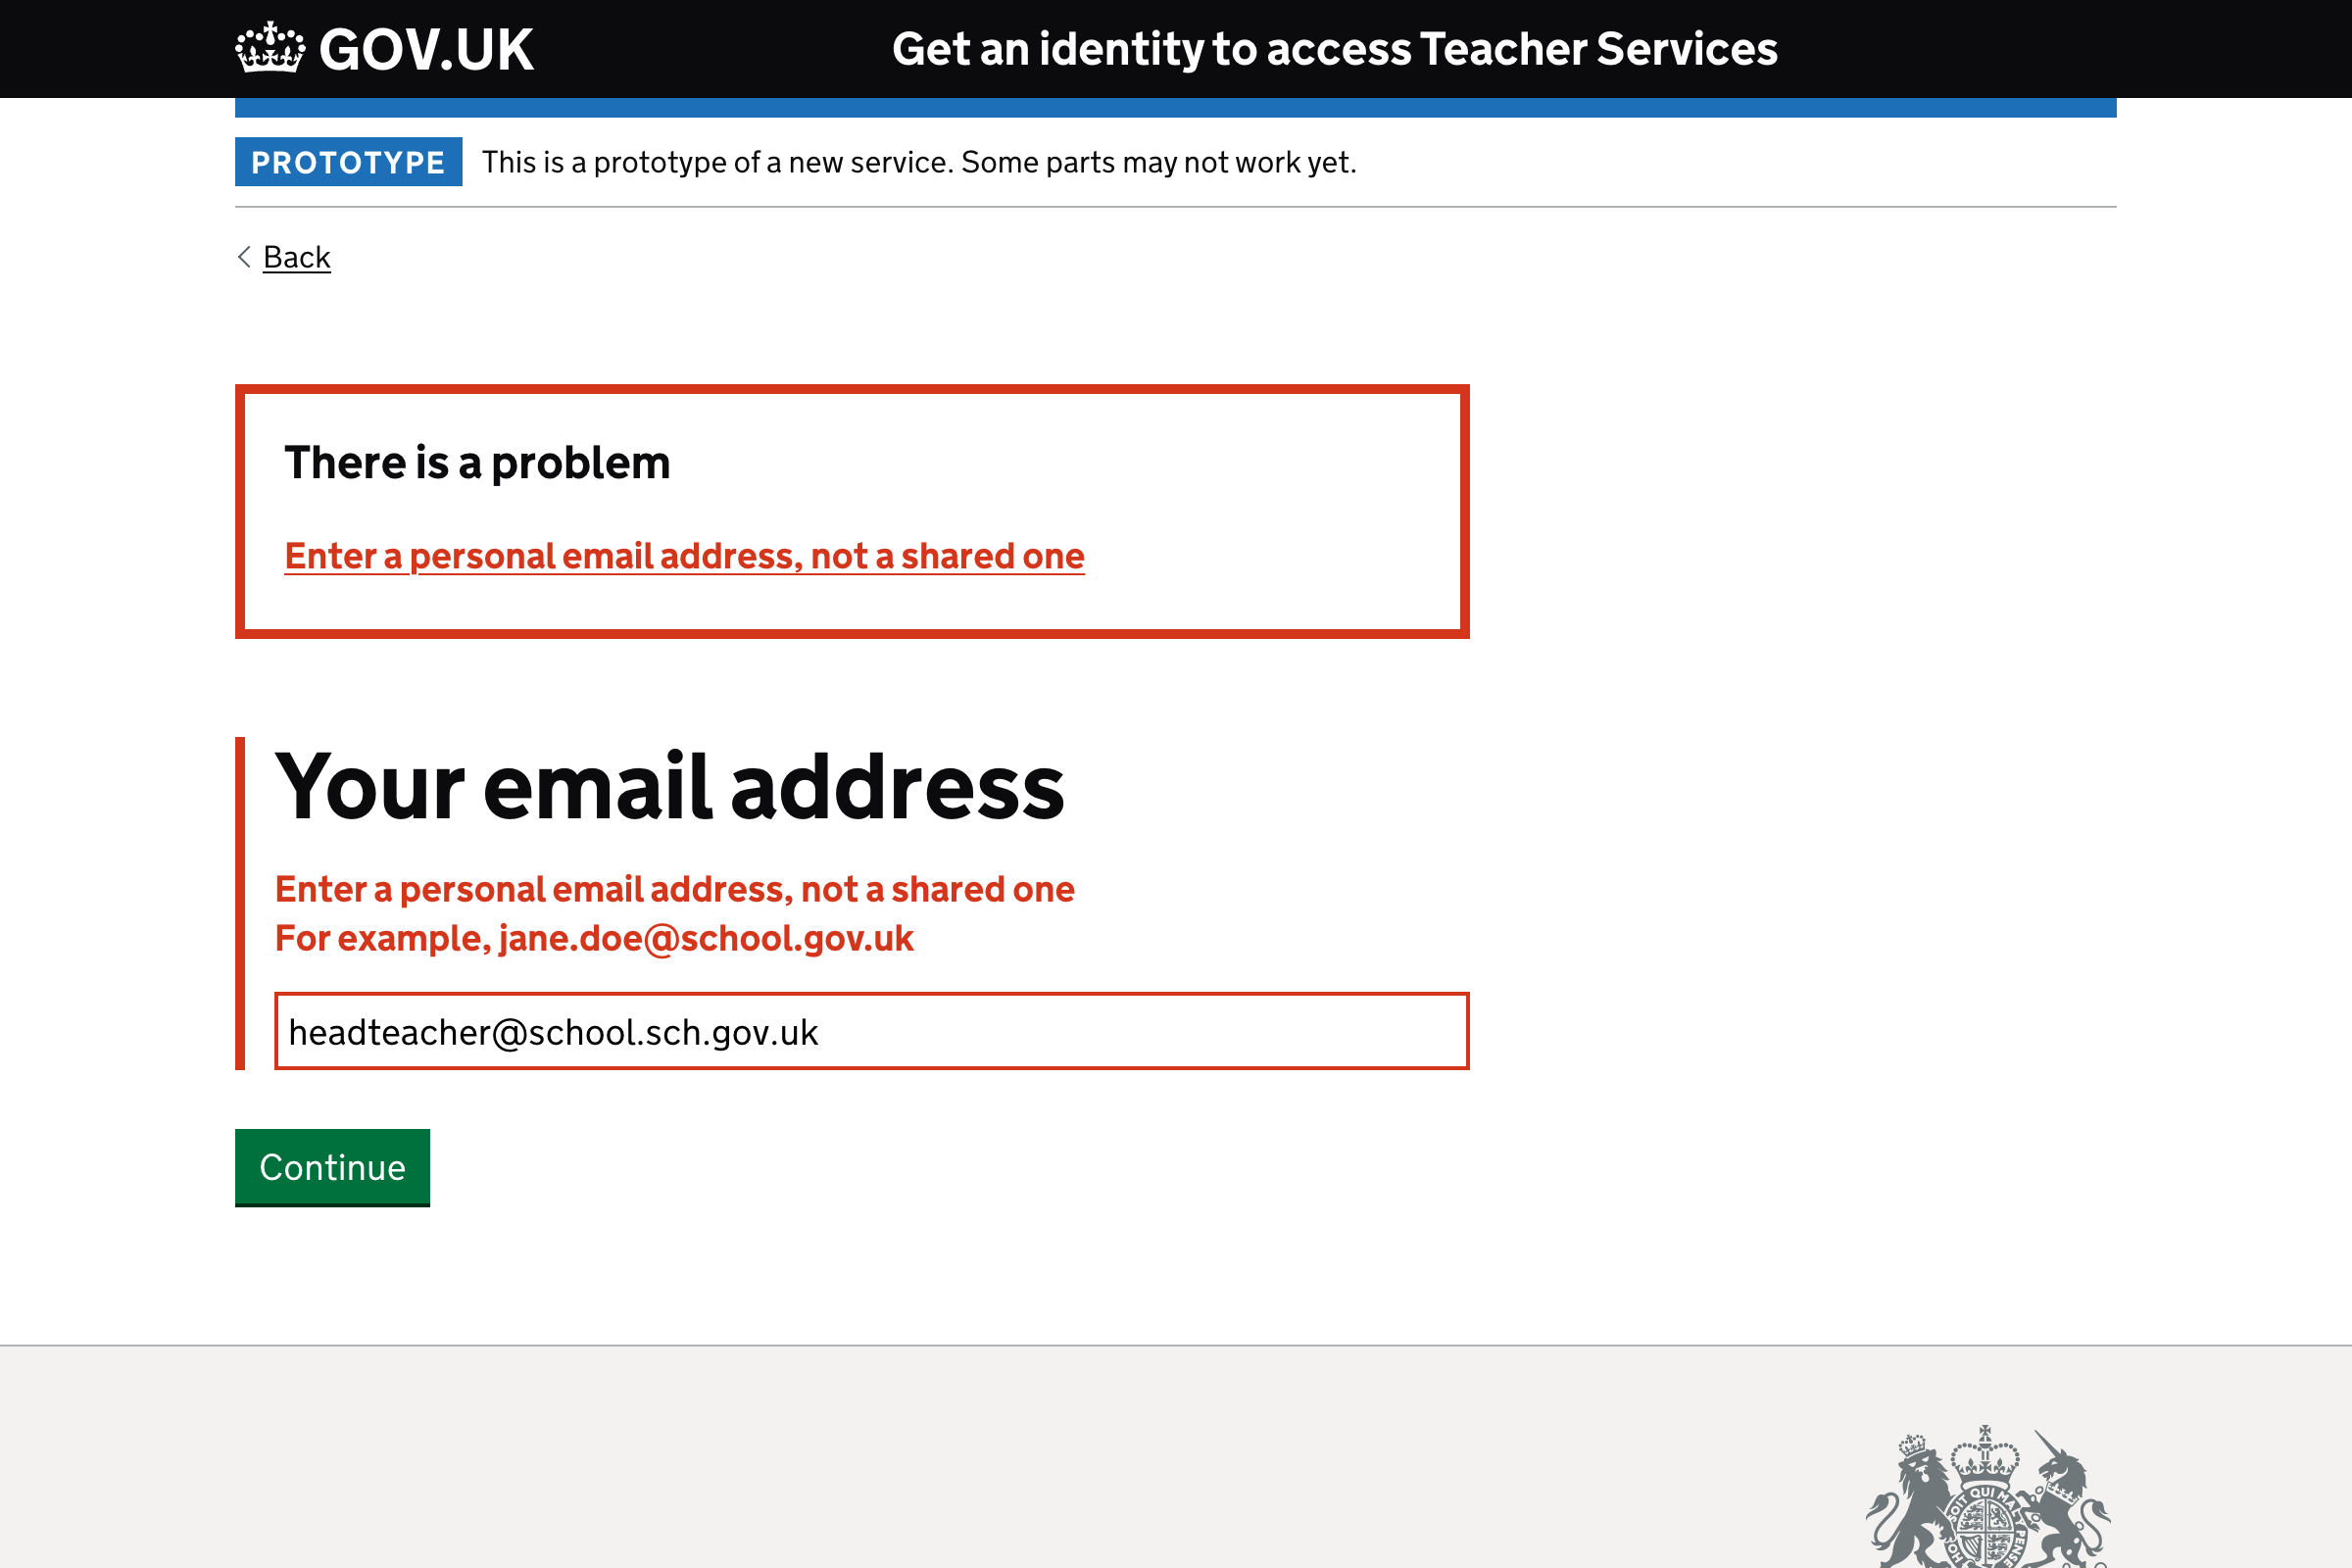 GOV.UK
Get an identity to access Teacher Services
PROTOTYPE This is a prototype of a new service. Some parts may not work yet.
Back
There is a problem
Enter a personal email address, not a shared one
Your email address
Enter a personal email address, not a shared one
For example, jane.doe@school.gov.uk
headteacher@school.sch.gov.uk
Continue